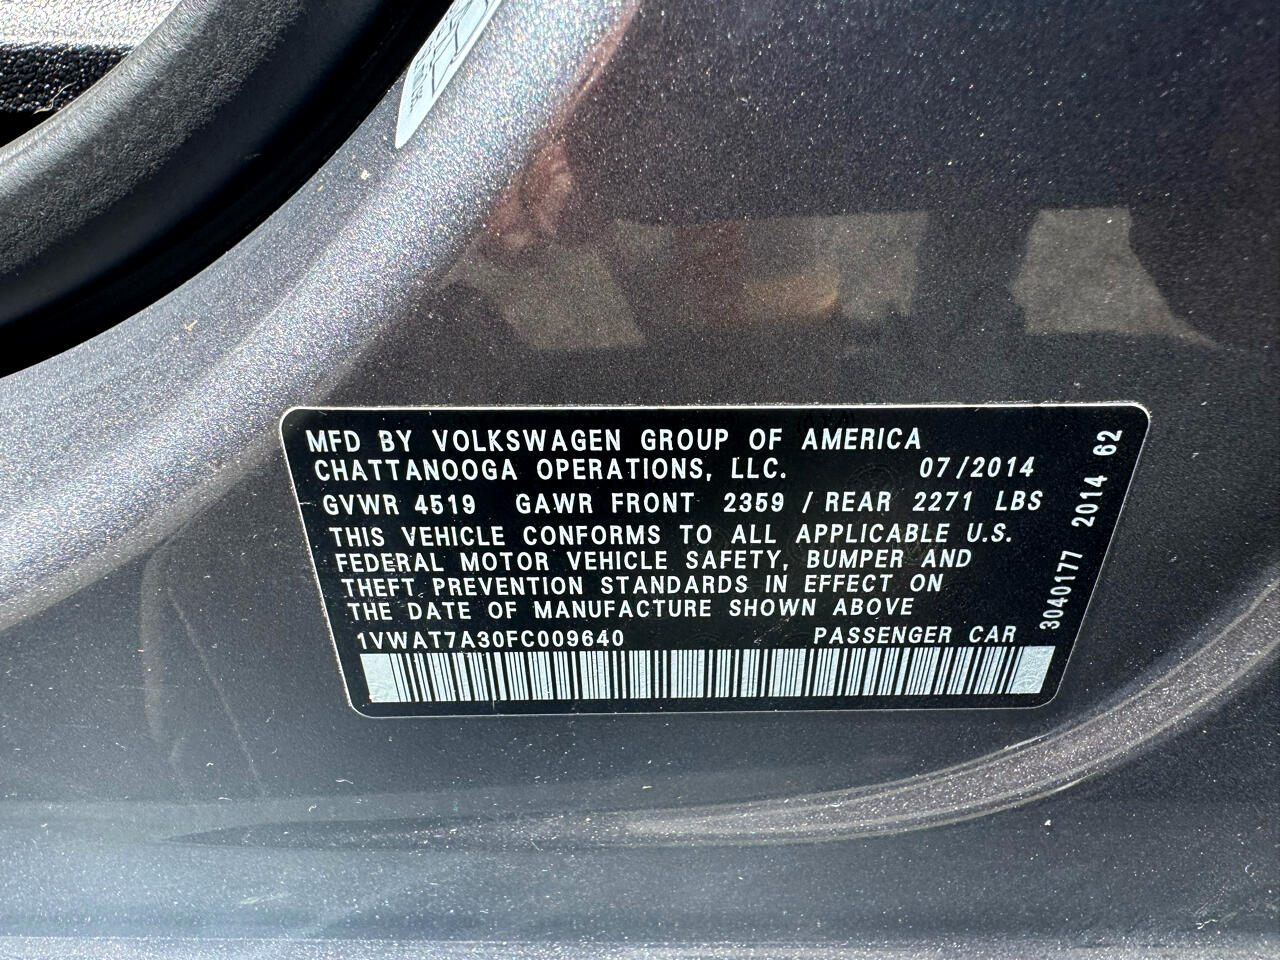 MFD BY VOLKSWAGEN GROUP OF AMERICA
CHATTANOOGA OPERATIONS, LLC. 07/2014
GVWR 4519 GAWR FRONT 2359 / REAR 2271 LBS
THIS VEHICLE CONFORMS TO ALL APPLICABLE U.S.
FEDERAL MOTOR VEHICLE SAFETY, BUMPER AND
THEFT PREVENTION STANDARDS IN EFFECT ON
THE DATE OF MANUFACTURE SHOWN ABOVE
1VWAT7A30FC009640 PASSENGER CAR
3040177 2014 62